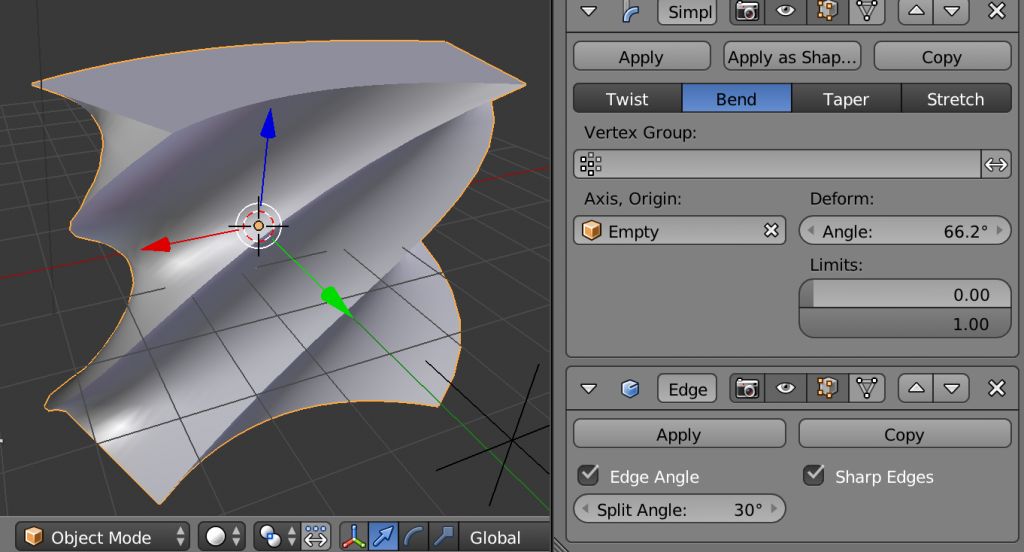 Simpl
Apply
Apply as Shap...
Copy
Twist
Bend
Taper
Stretch
Vertex Group:
Axis, Origin:
Deform:
Empty
Angle: 66.2°
Limits:
0.00
1.00
Edge
Apply
Copy
Edge Angle
Sharp Edges
Split Angle: 30°
Object Mode
Global